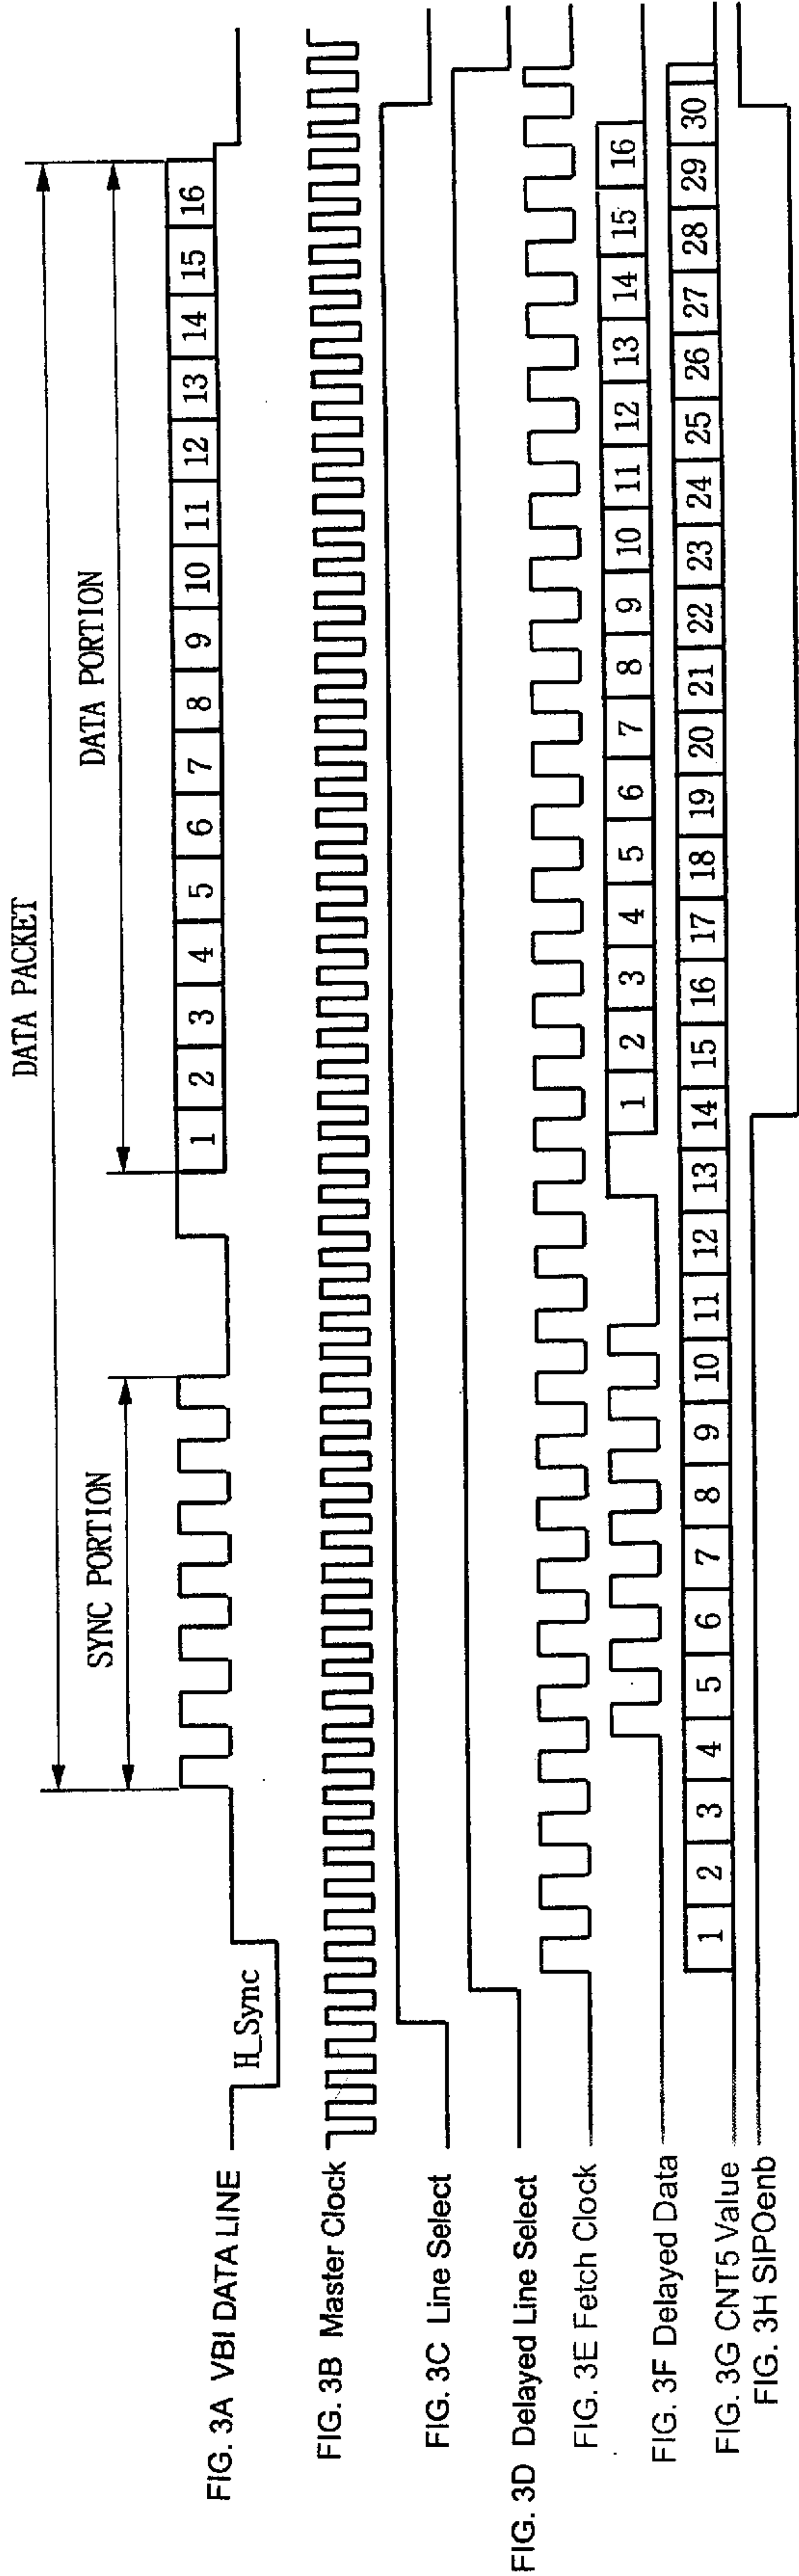 DATA PACKET
SYNC PORTION
DATA PORTION
FIG. 3A VBI DATA LINE
H_Sync
1 2 3 4 5 6 7 8 9 10 11 12 13 14 15 16
FIG. 3B Master Clock
FIG. 3C Line Select
FIG. 3D Delayed Line Select
FIG. 3E Fetch Clock
FIG. 3F Delayed Data
1 2 3 4 5 6 7 8 9 10 11 12 13 14 15 16
FIG. 3G CNT5 Value
1 2 3 4 5 6 7 8 9 10 11 12 13 14 15 16 17 18 19 20 21 22 23 24 25 26 27 28 29 30
FIG. 3H SIPOenb